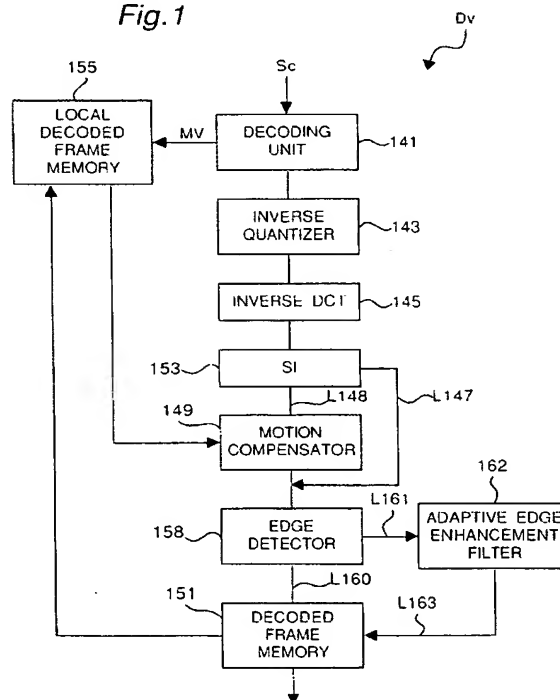 Fig.1
Dv
155
Sc
LOCAL
DECODED
FRAME
MEMORY
MV
DECODING
UNIT
141
INVERSE
QUANTIZER
143
INVERSE DCT
145
153
SI
L148
L147
149
MOTION
COMPENSATOR
162
L161
158
EDGE
DETECTOR
ADAPTIVE EDGE
ENHANCEMENT
FILTER
L160
151
L163
DECODED
FRAME
MEMORY